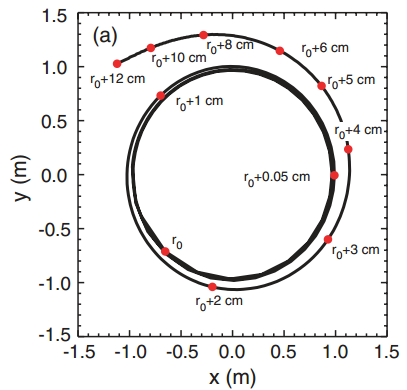 1.5
(a)
r₀+8 cm
r₀+6 cm
r₀+10 cm
1.0
r₀+12 cm
r₀+5 cm
r₀+1 cm
0.5
r₀+4 cm
y (m)
0.0
r₀+0.05 cm
-0.5
r₀
r₀+3 cm
-1.0
r₀+2 cm
-1.5
-1.5 -1.0 -0.5 0.0 0.5 1.0 1.5
x (m)